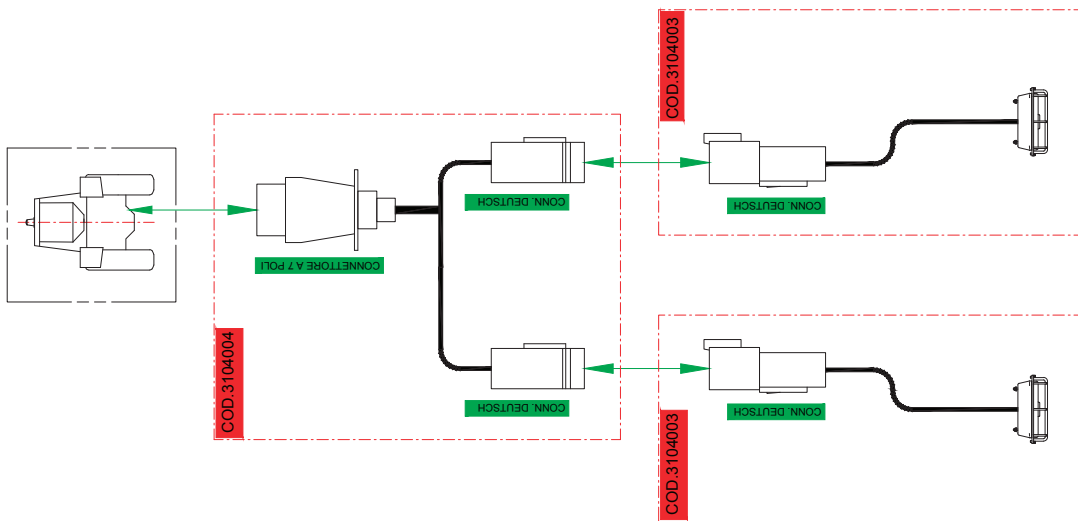 COD.3104003
CONN. DEUTSCH
CONN. DEUTSCH
CONNETTORE A 7 POLI
COD.3104004
CONN. DEUTSCH
CONN. DEUTSCH
COD.3104003